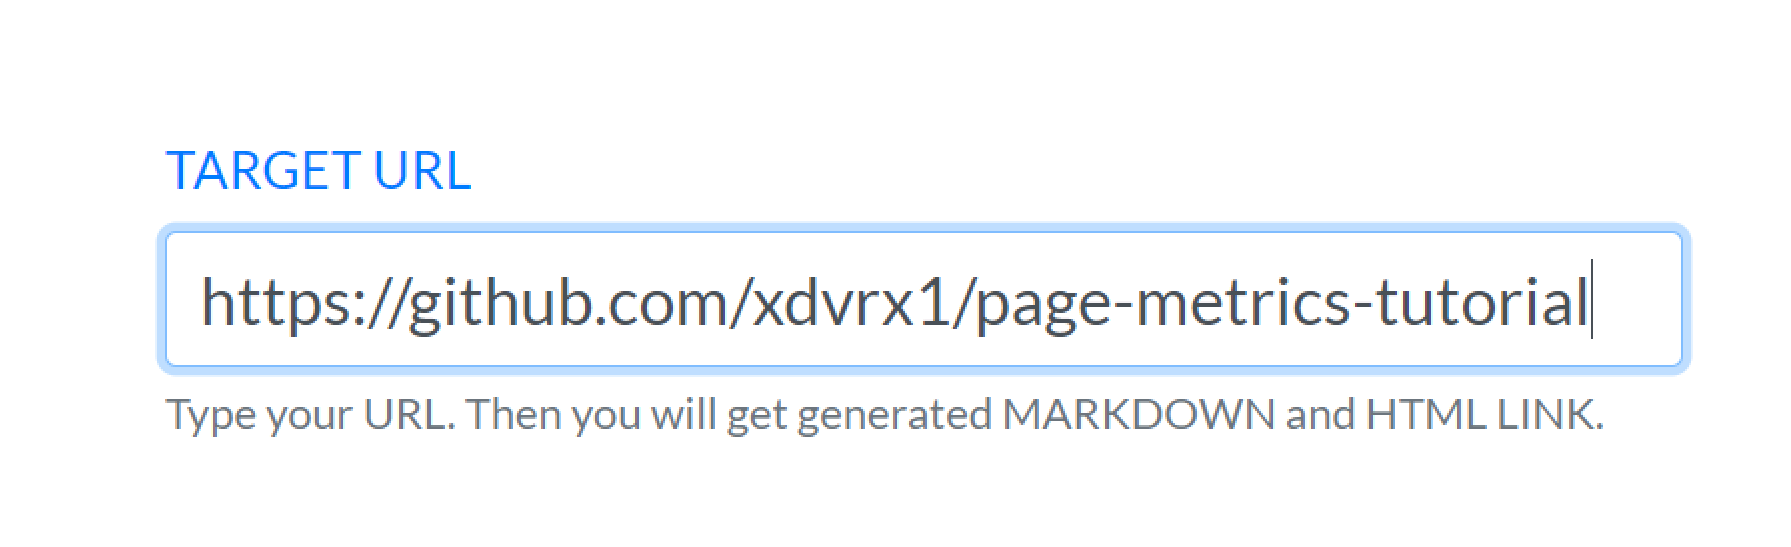 TARGET URL
https://github.com/xdvrx1/page-metrics-tutorial
Type your URL. Then you will get generated MARKDOWN and HTML LINK.